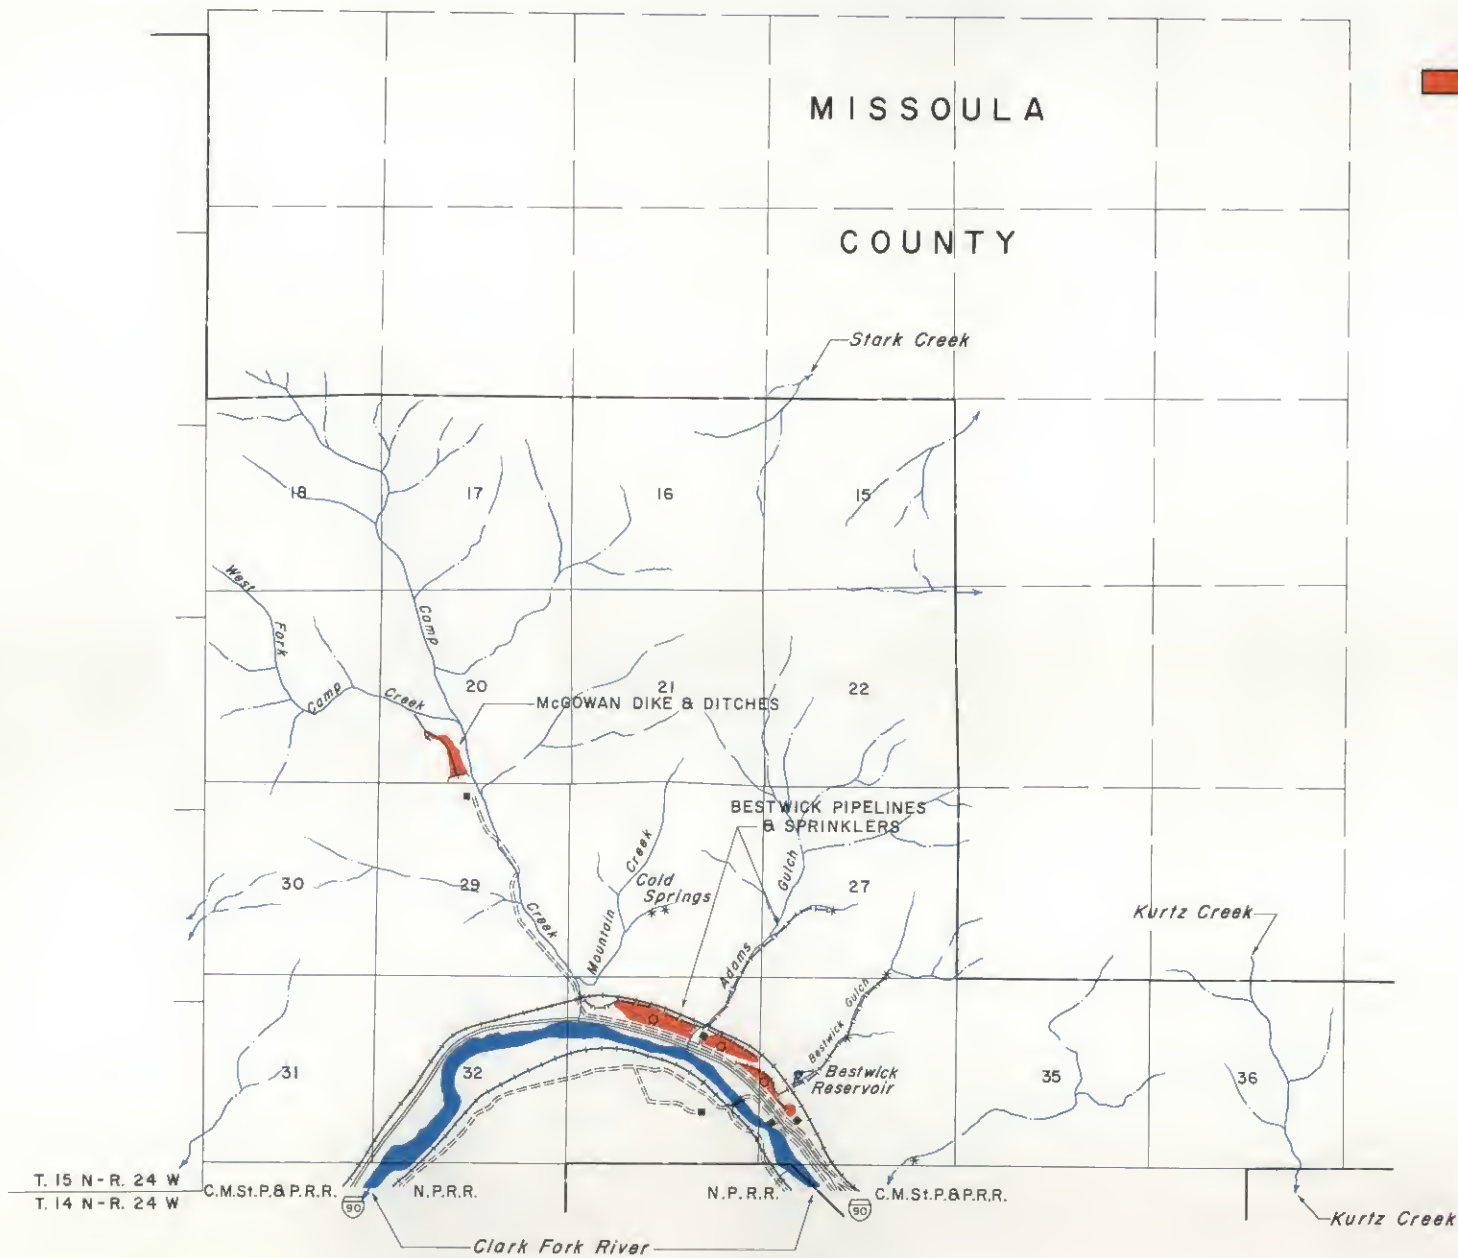 MISSOULA
COUNTY
Stark Creek
18
17
16
15
West
Fork
Camp
Creek
Camp
20
21
22
McGOWAN DIKE & DITCHES
BESTWICK PIPELINES
& SPRINKLERS
30
29
Creek
Mountain
Creek
Cold
Springs
Gulch
27
Adams
Kurtz Creek
Bestwick
Gulch
Bestwick
Reservoir
31
32
35
36
T. 15 N - R. 24 W
T. 14 N - R. 24 W
C.M.St.P.& P.R.R.
N.P.R.R.
N.P.R.R.
C.M.St.P.&P.R.R.
90
90
Kurtz Creek
Clark Fork River